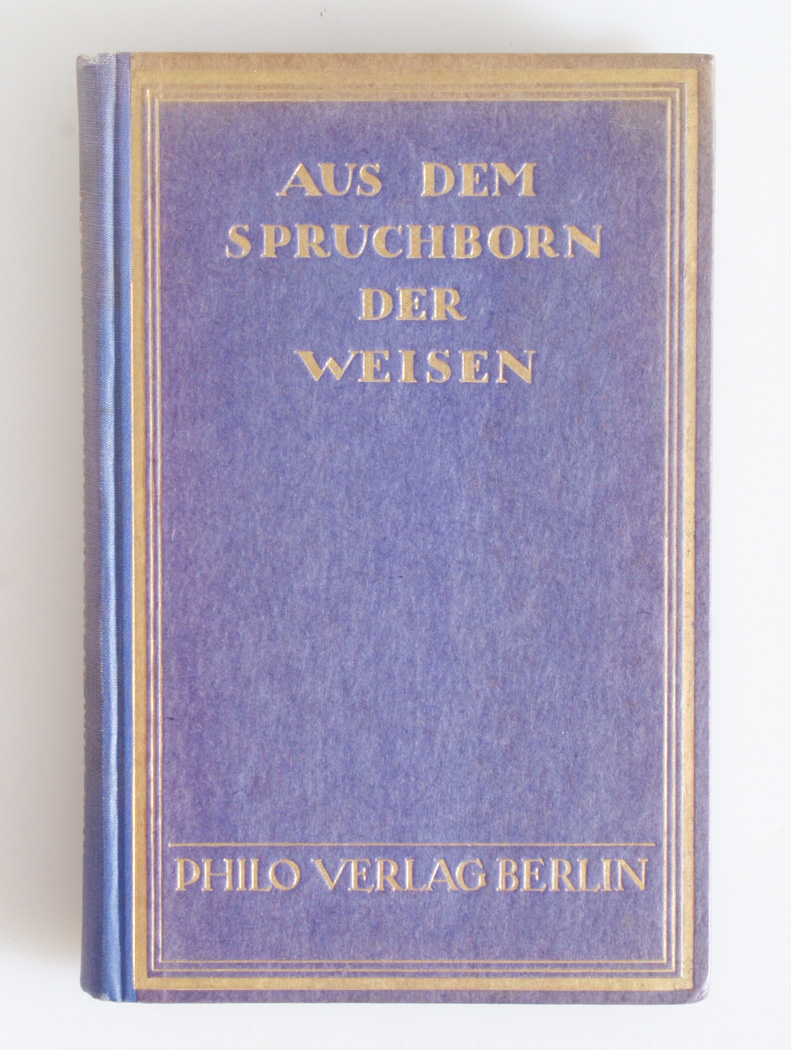 AUS DEM
SPRUCHBORN
DER
WEISEN
PHILO VERLAG BERLIN